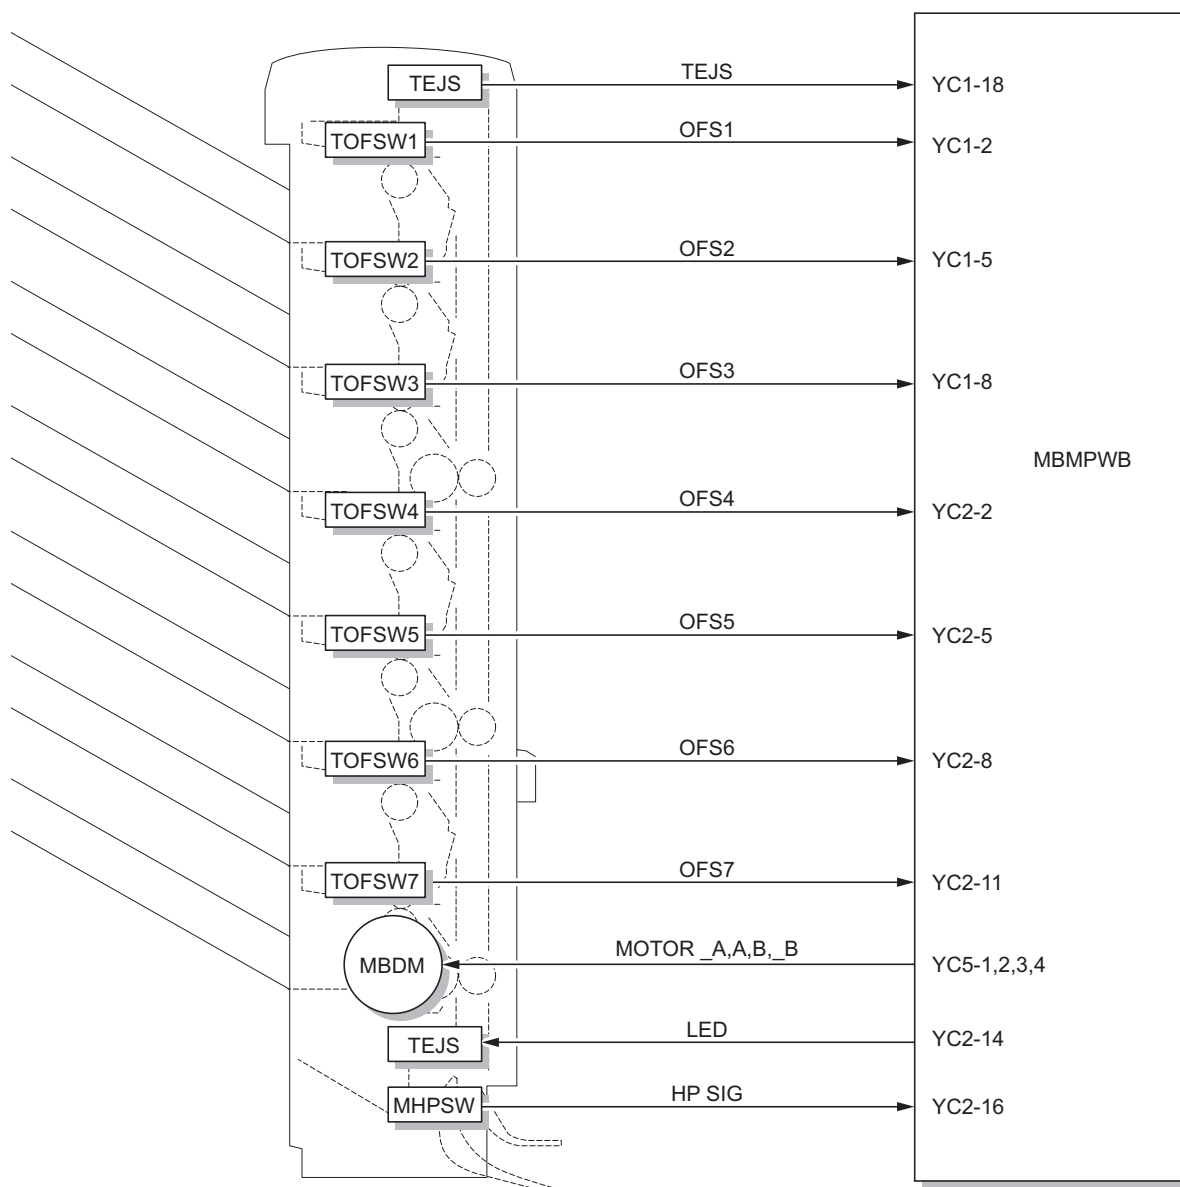 TEJS TEJS YC1-18
TOFSW1 OFS1 YC1-2
TOFSW2 OFS2 YC1-5
TOFSW3 OFS3 YC1-8
MBMPWB
TOFSW4 OFS4 YC2-2
TOFSW5 OFS5 YC2-5
TOFSW6 OFS6 YC2-8
TOFSW7 OFS7 YC2-11
MBDM MOTOR _A,A,B,_B YC5-1,2,3,4
TEJS LED YC2-14
MHPSW HP SIG YC2-16